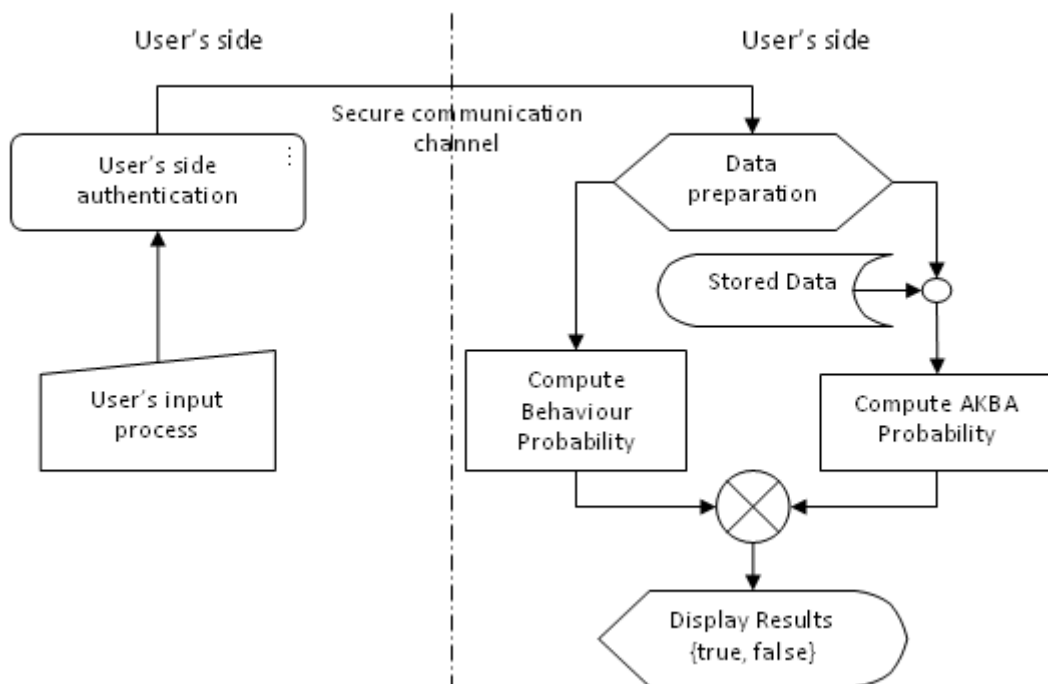 User's side
User's side
Secure communication
channel
User's side
authentication
Data
preparation
Stored Data
User's input
process
Compute
Behaviour
Probability
Compute AKBA
Probability
Display Results
{true, false}